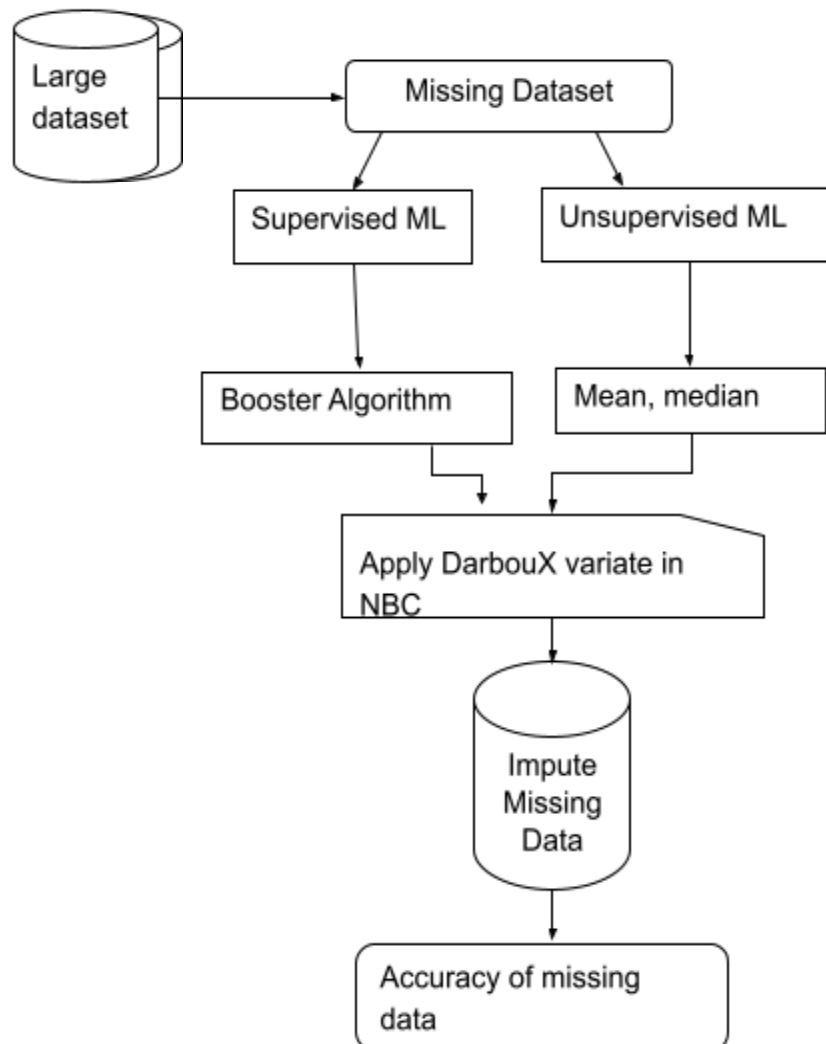 Large
dataset
Missing Dataset
Supervised ML
Unsupervised ML
Booster Algorithm
Mean, median
Apply DarbouX variate in
NBC
Impute
Missing
Data
Accuracy of missing
data